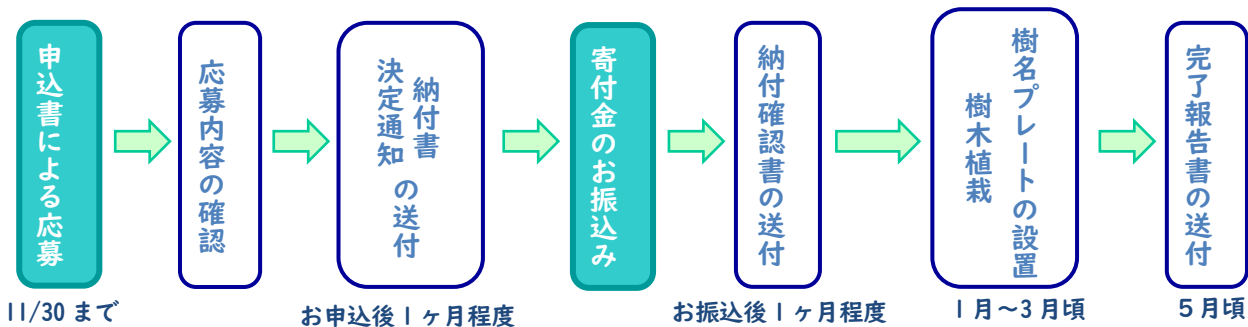 申込書による応募
応募内容の確認
納付書
決定通知
の送付
寄付金のお振込み
納付確認書の送付
樹名プレートの設置
樹木植栽
完了報告書の送付
11/30 まで
お申込後1ヶ月程度
お振込後1ヶ月程度
1月～3月頃
5月頃